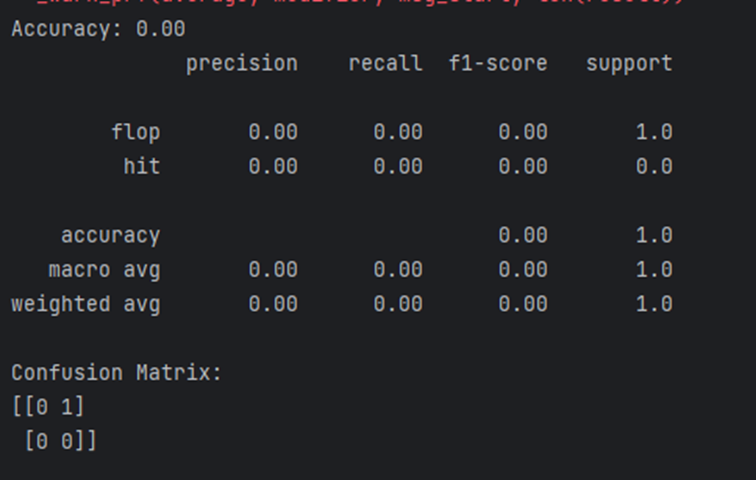 _warn_prf(average, modifier, msg_start, len(result))
Accuracy: 0.00
precision recall f1-score support
flop 0.00 0.00 0.00 1.0
hit 0.00 0.00 0.00 0.0
accuracy 0.00 1.0
macro avg 0.00 0.00 0.00 1.0
weighted avg 0.00 0.00 0.00 1.0
Confusion Matrix:
[[0 1]
[0 0]]